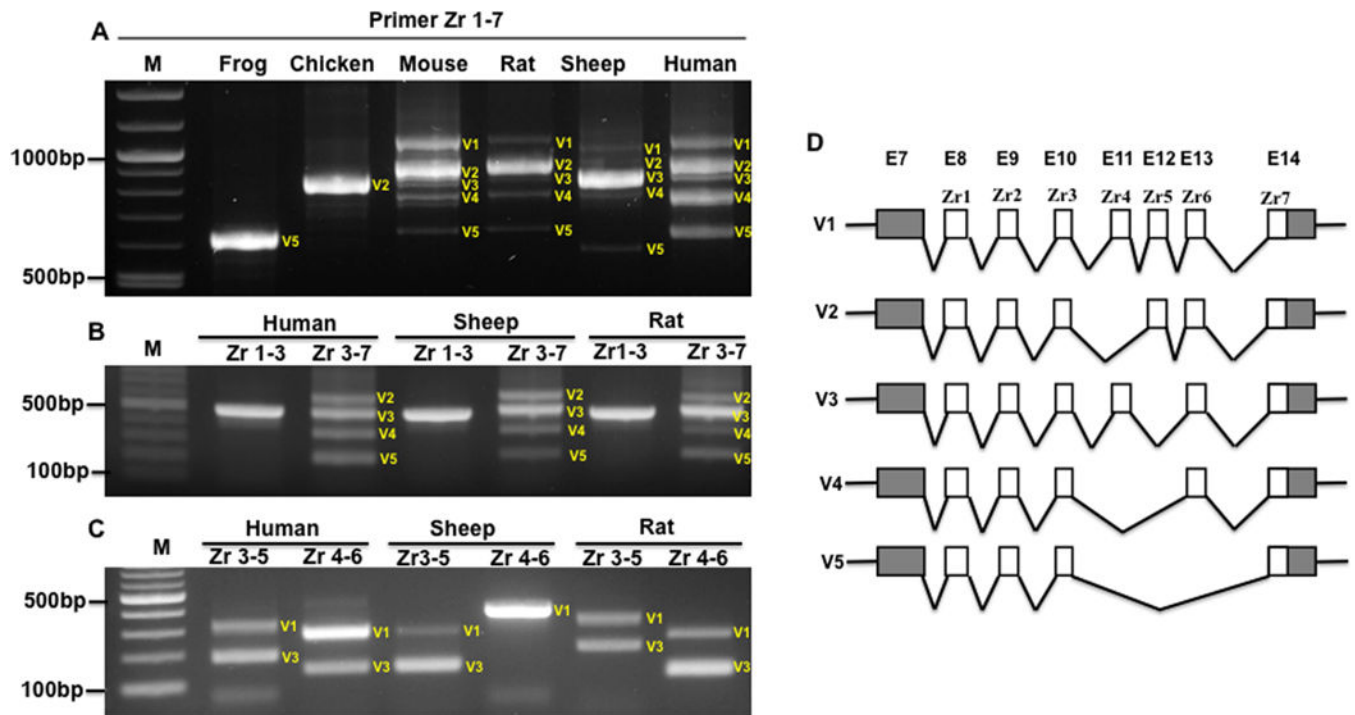 A
Primer Zr 1-7
M Frog Chicken Mouse Rat Sheep Human
1000bp
500bp
V5
V2
V1
V2
V3
V4
V5
V1
V2
V3
V4
V5
V1
V2
V3
V4
V5
V1
V2
V3
V4
V5
B
Human Sheep Rat
M Zr 1-3 Zr 3-7 Zr 1-3 Zr 3-7 Zr1-3 Zr 3-7
500bp
100bp
V2
V3
V4
V5
V2
V3
V4
V5
V2
V3
V4
V5
C
Human Sheep Rat
M Zr 3-5 Zr 4-6 Zr3-5 Zr 4-6 Zr 3-5 Zr 4-6
500bp
100bp
V1
V3
V1
V3
V1
V3
V1
V1
V3
V1
V3
D
E7 E8 E9 E10 E11 E12 E13 E14
Zr1 Zr2 Zr3 Zr4 Zr5 Zr6 Zr7
V1
V2
V3
V4
V5